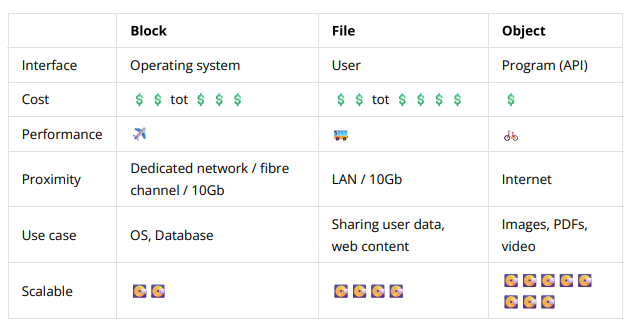 Block File Object
Interface Operating system User Program (API)
Cost 💲 💲 tot 💲 💲 💲 💲 💲 tot 💲 💲 💲 💲 💲
Performance ✈️ 🚌 🚲
Proximity Dedicated network / fibre channel / 10Gb LAN / 10Gb Internet
Use case OS, Database Sharing user data, web content Images, PDFs, video
Scalable